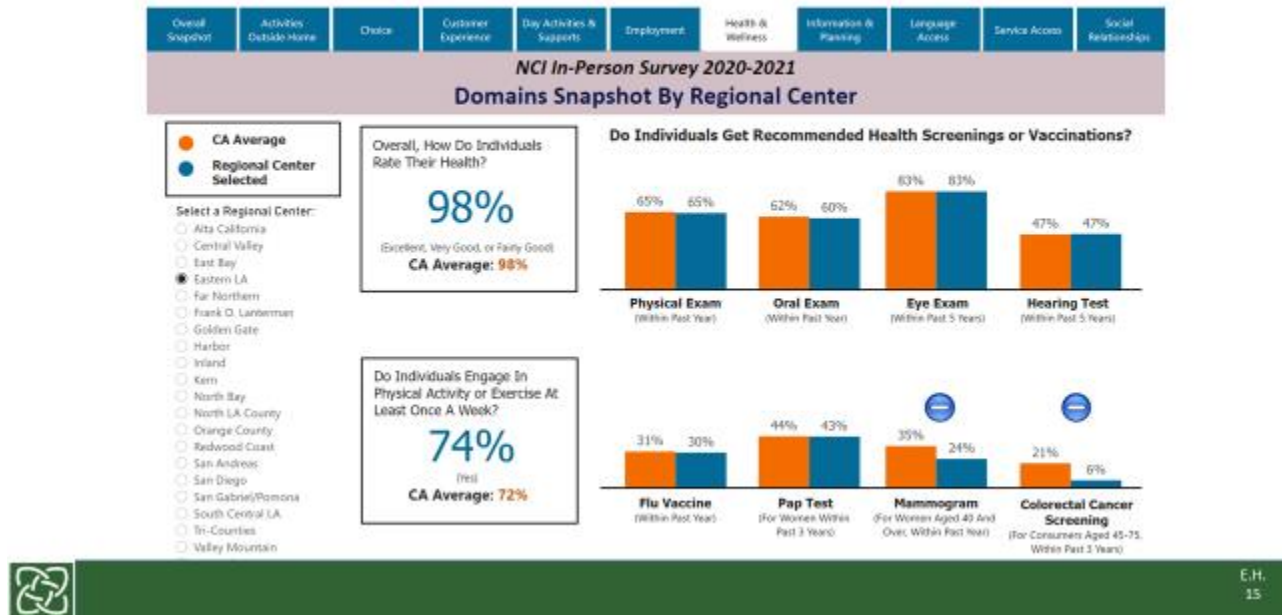 Overall Snapshot
Activities Outside Home
Choice
Customer Experience
Day Activities & Supports
Employment
Health & Wellness
Information & Planning
Language Access
Service Access
Social Relationships
NCI In-Person Survey 2020-2021
Domains Snapshot By Regional Center
CA Average
Regional Center
Selected
Select a Regional Center:
Alta California
Central Valley
East Bay
Eastern LA
Far Northern
Frank D. Lanterman
Golden Gate
Harbor
Inland
Kern
North Bay
North LA County
Orange County
Redwood Coast
San Andreas
San Diego
San Gabriel/Pomona
South Central LA
Tri-Counties
Valley Mountain
Overall, How Do Individuals
Rate Their Health?
98%
(Excellent, Very Good, or Fairly Good)
CA Average: 98%
Do Individuals Engage In
Physical Activity or Exercise At
Least Once A Week?
74%
(Yes)
CA Average: 72%
Do Individuals Get Recommended Health Screenings or Vaccinations?
65% 65%
62% 60%
83% 83%
47% 47%
Physical Exam
(Within Past Year)
Oral Exam
(Within Past Year)
Eye Exam
(Within Past 5 Years)
Hearing Test
(Within Past 5 Years)
31% 30%
44% 43%
35% 24%
21% 6%
Flu Vaccine
(Within Past Year)
Pap Test
(For Women Within
Past 3 Years)
Mammogram
(For Women Aged 40 And
Over, Within Past Year)
Colorectal Cancer
Screening
(For Consumers Aged 45-75,
Within Past 3 Years)
E.H.
15